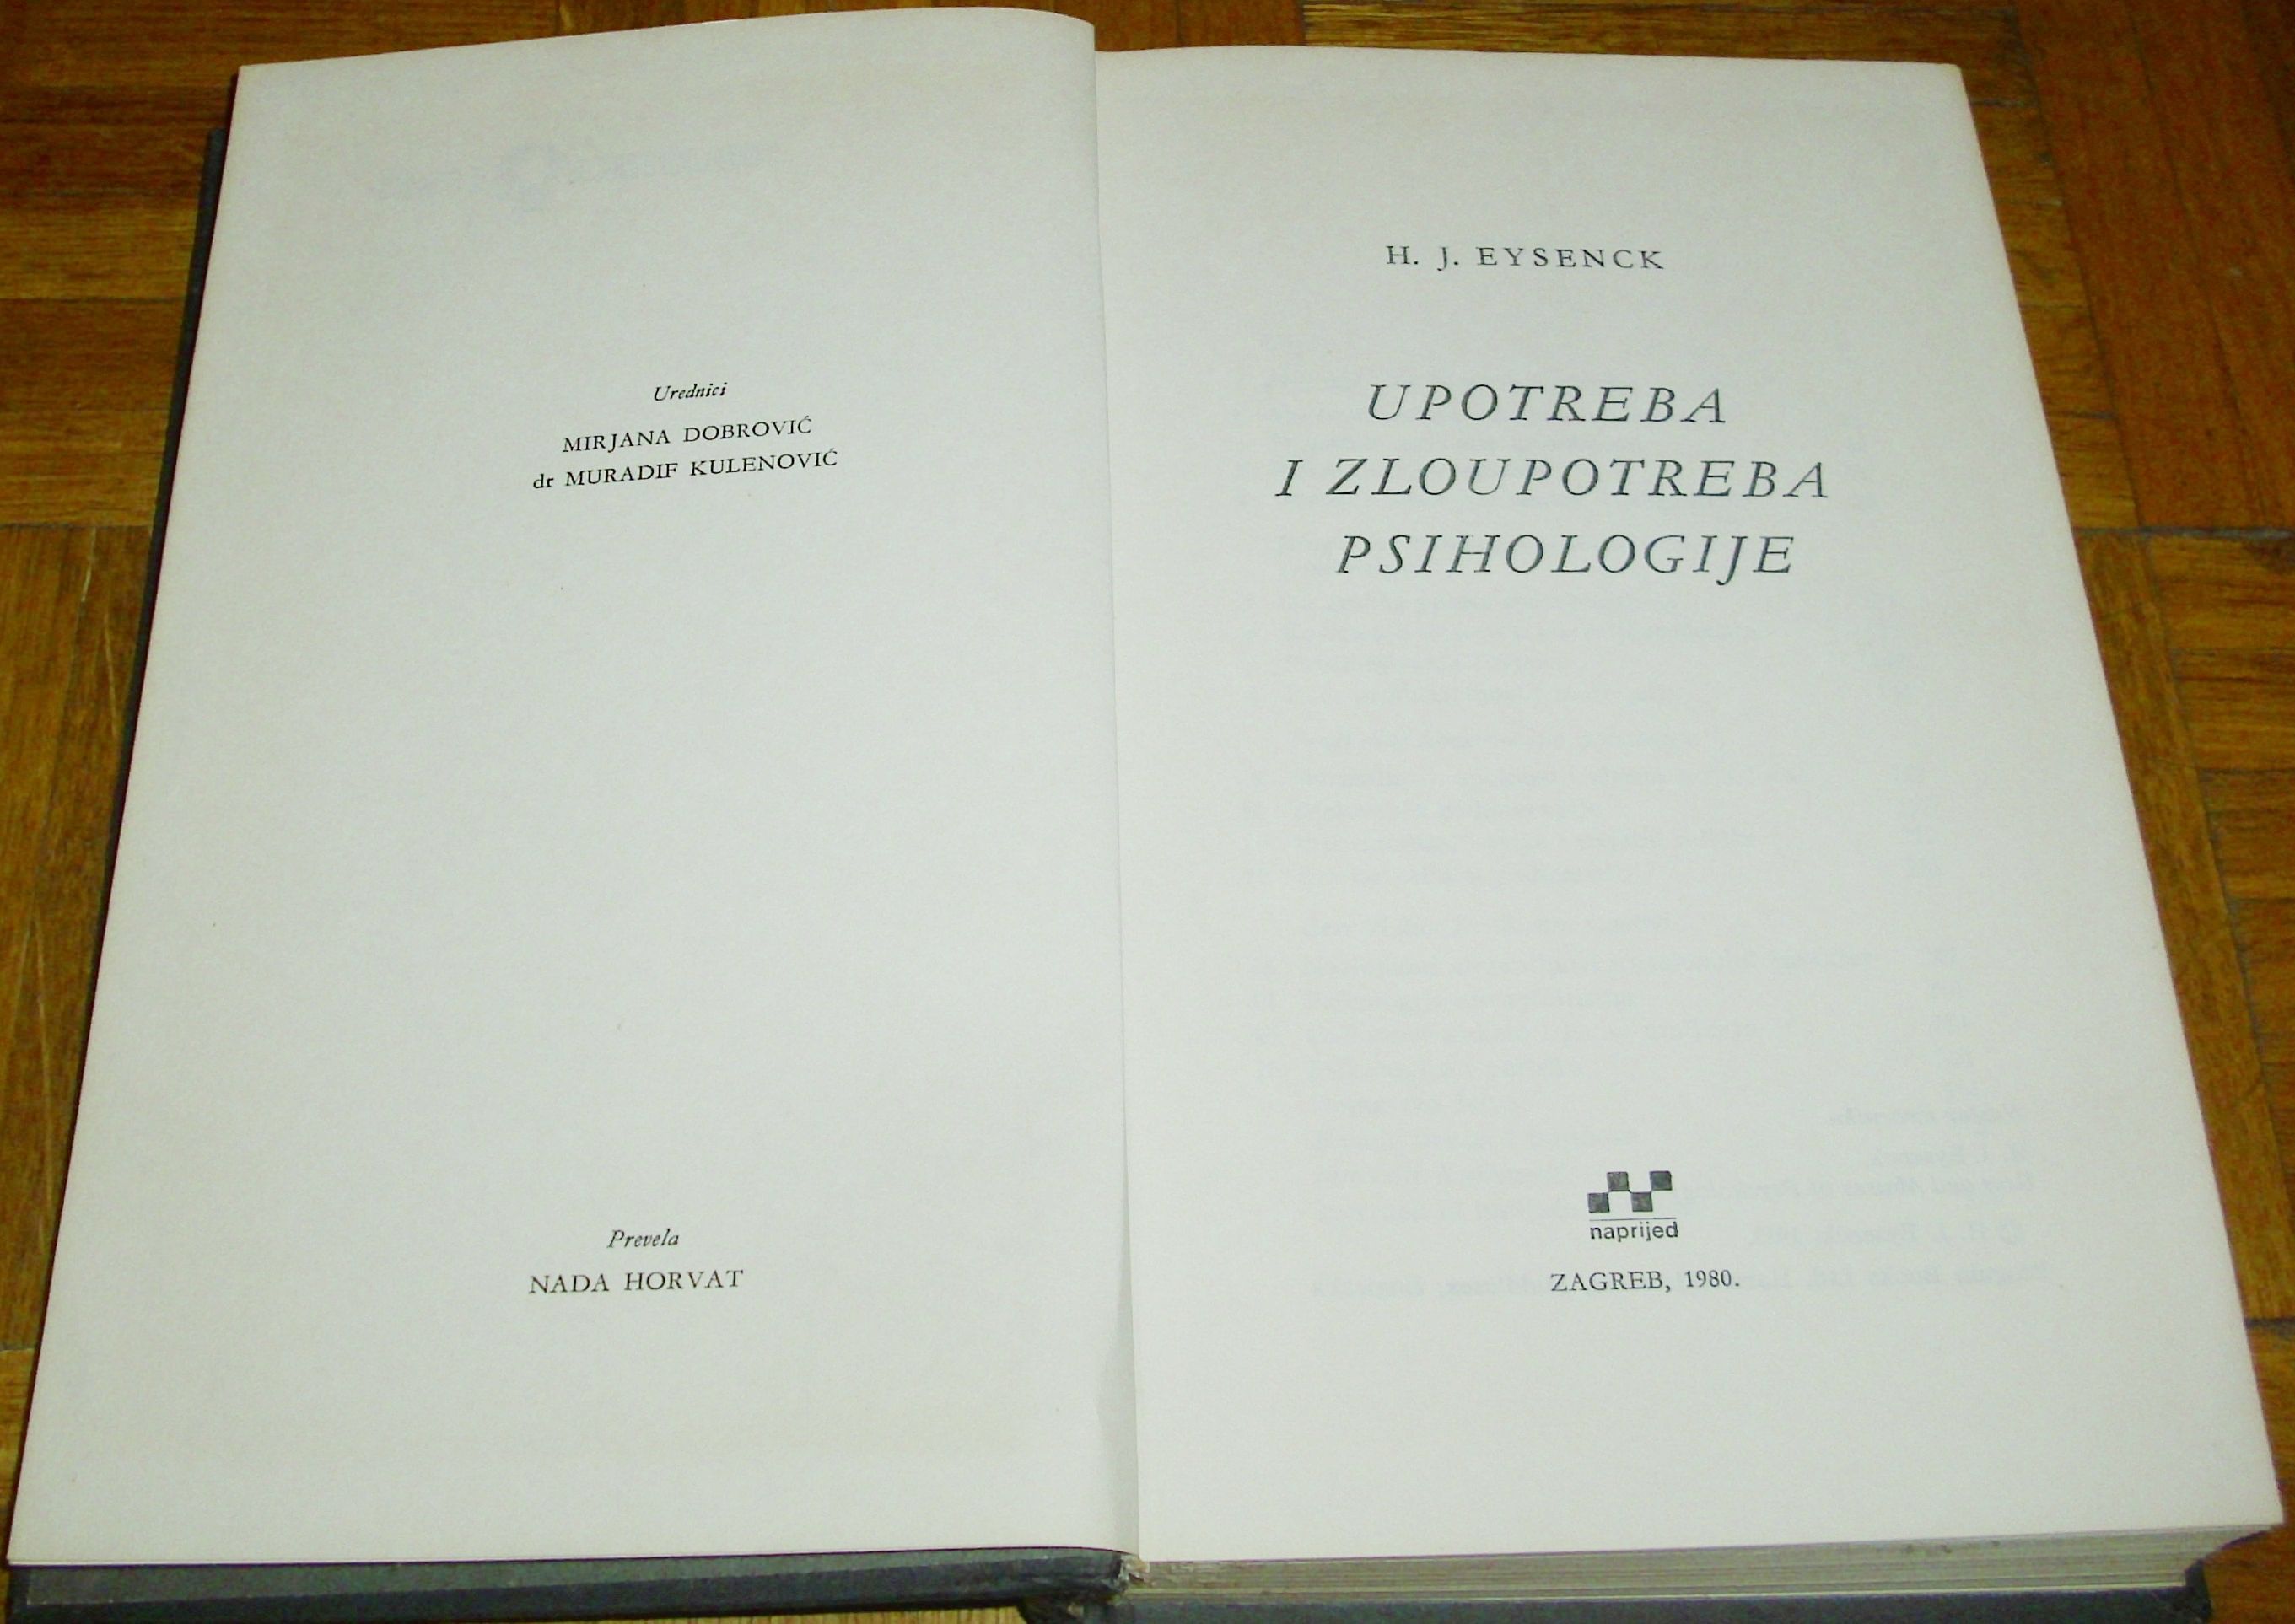 Urednici
MIRJANA DOBROVIĆ
dr MURADIF KULENOVIĆ
Prevela
NADA HORVAT
H. J. EYSENCK
UPOTREBA
I ZLOUPOTREBA
PSIHOLOGIJE
naprijed
ZAGREB, 1980.